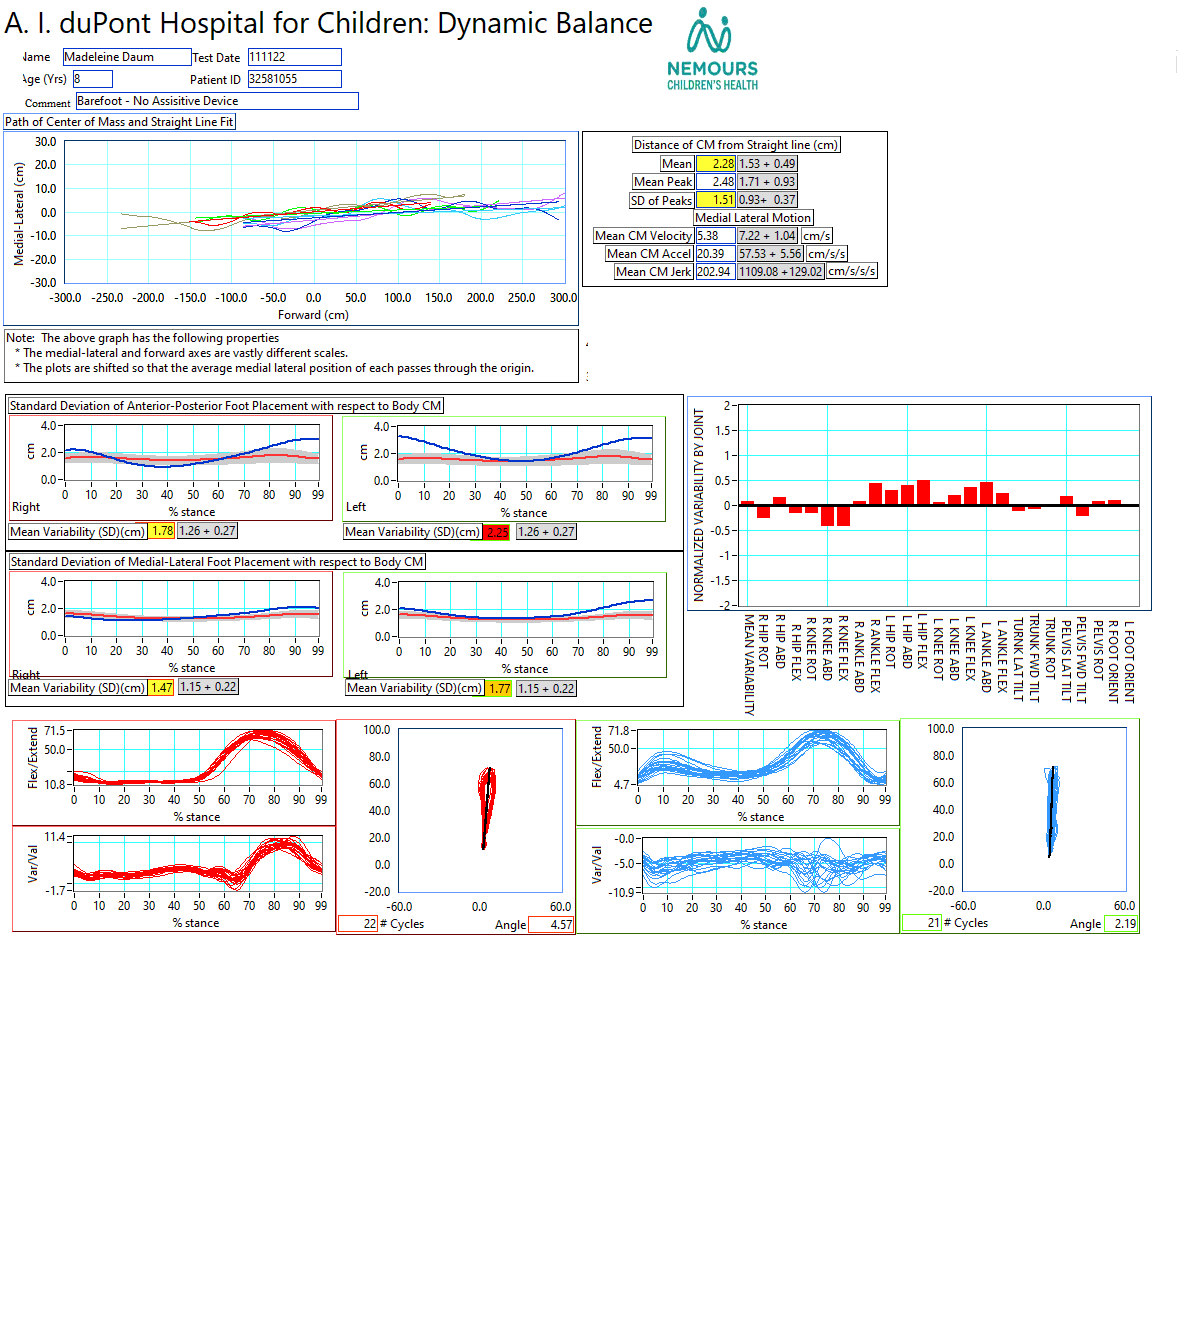 A. I. duPont Hospital for Children: Dynamic Balance
NEMOURS
CHILDREN'S HEALTH
Name Madeleine Daum Test Date 111122
Age (Yrs) 8 Patient ID 32581055
Comment Barefoot - No Assisitive Device
Path of Center of Mass and Straight Line Fit
Medial-Lateral (cm)
30.0
20.0
10.0
0.0
-10.0
-20.0
-30.0
-300.0 -250.0 -200.0 -150.0 -100.0 -50.0 0.0 50.0 100.0 150.0 200.0 250.0 300.0
Forward (cm)
Distance of CM from Straight line (cm)
Mean 2.28 1.53 + 0.49
Mean Peak 2.48 1.71 + 0.93
SD of Peaks 1.51 0.93+ 0.37
Medial Lateral Motion
Mean CM Velocity 5.38 7.22 + 1.04 cm/s
Mean CM Accel 20.39 57.53 + 5.56 cm/s/s
Mean CM Jerk 202.94 1109.08 +129.02 cm/s/s/s
Note: The above graph has the following properties
* The medial-lateral and forward axes are vastly different scales.
* The plots are shifted so that the average medial lateral position of each passes through the origin.
Standard Deviation of Anterior-Posterior Foot Placement with respect to Body CM
cm
4.0
2.0
0.0
0 10 20 30 40 50 60 70 80 90 99
Right % stance
Mean Variability (SD)(cm) 1.78 1.26 + 0.27
cm
4.0
2.0
0.0
0 10 20 30 40 50 60 70 80 90 99
Left % stance
Mean Variability (SD)(cm) 2.25 1.26 + 0.27
Standard Deviation of Medial-Lateral Foot Placement with respect to Body CM
cm
4.0
2.0
0.0
0 10 20 30 40 50 60 70 80 90 99
% stance
Right
Mean Variability (SD)(cm) 1.47 1.15 + 0.22
cm
4.0
2.0
0.0
0 10 20 30 40 50 60 70 80 90 99
% stance
Left
Mean Variability (SD)(cm) 1.77 1.15 + 0.22
NORMALIZED VARIABILITY BY JOINT
2
1.5
1
0.5
0
-0.5
-1
-1.5
-2
MEAN VARIABILITY
R HIP ROT
R HIP ABD
R HIP FLEX
R KNEE ROT
R KNEE ABD
R KNEE FLEX
R ANKLE ABD
R ANKLE FLEX
L HIP ROT
L HIP ABD
L HIP FLEX
L KNEE ROT
L KNEE ABD
L KNEE FLEX
L ANKLE ABD
L ANKLE FLEX
TURNK LAT TILT
TRUNK FWD TILT
TRUNK ROT
PELVIS LAT TILT
PELVIS FWD TILT
PELVIS ROT
R FOOT ORIENT
L FOOT ORIENT
Flex/Extend
71.5
50.0
10.8
0 10 20 30 40 50 60 70 80 90 99
% stance
Var/Val
11.4
-1.7
0 10 20 30 40 50 60 70 80 90 99
% stance
100.0
80.0
60.0
40.0
20.0
0.0
-20.0
-60.0 0.0 60.0
22 # Cycles Angle 4.57
Flex/Extend
71.8
50.0
4.7
0 10 20 30 40 50 60 70 80 90 99
% stance
Var/Val
-0.0
-5.0
-10.9
0 10 20 30 40 50 60 70 80 90 99
% stance
100.0
80.0
60.0
40.0
20.0
0.0
-20.0
-60.0 0.0 60.0
21 # Cycles Angle 2.19